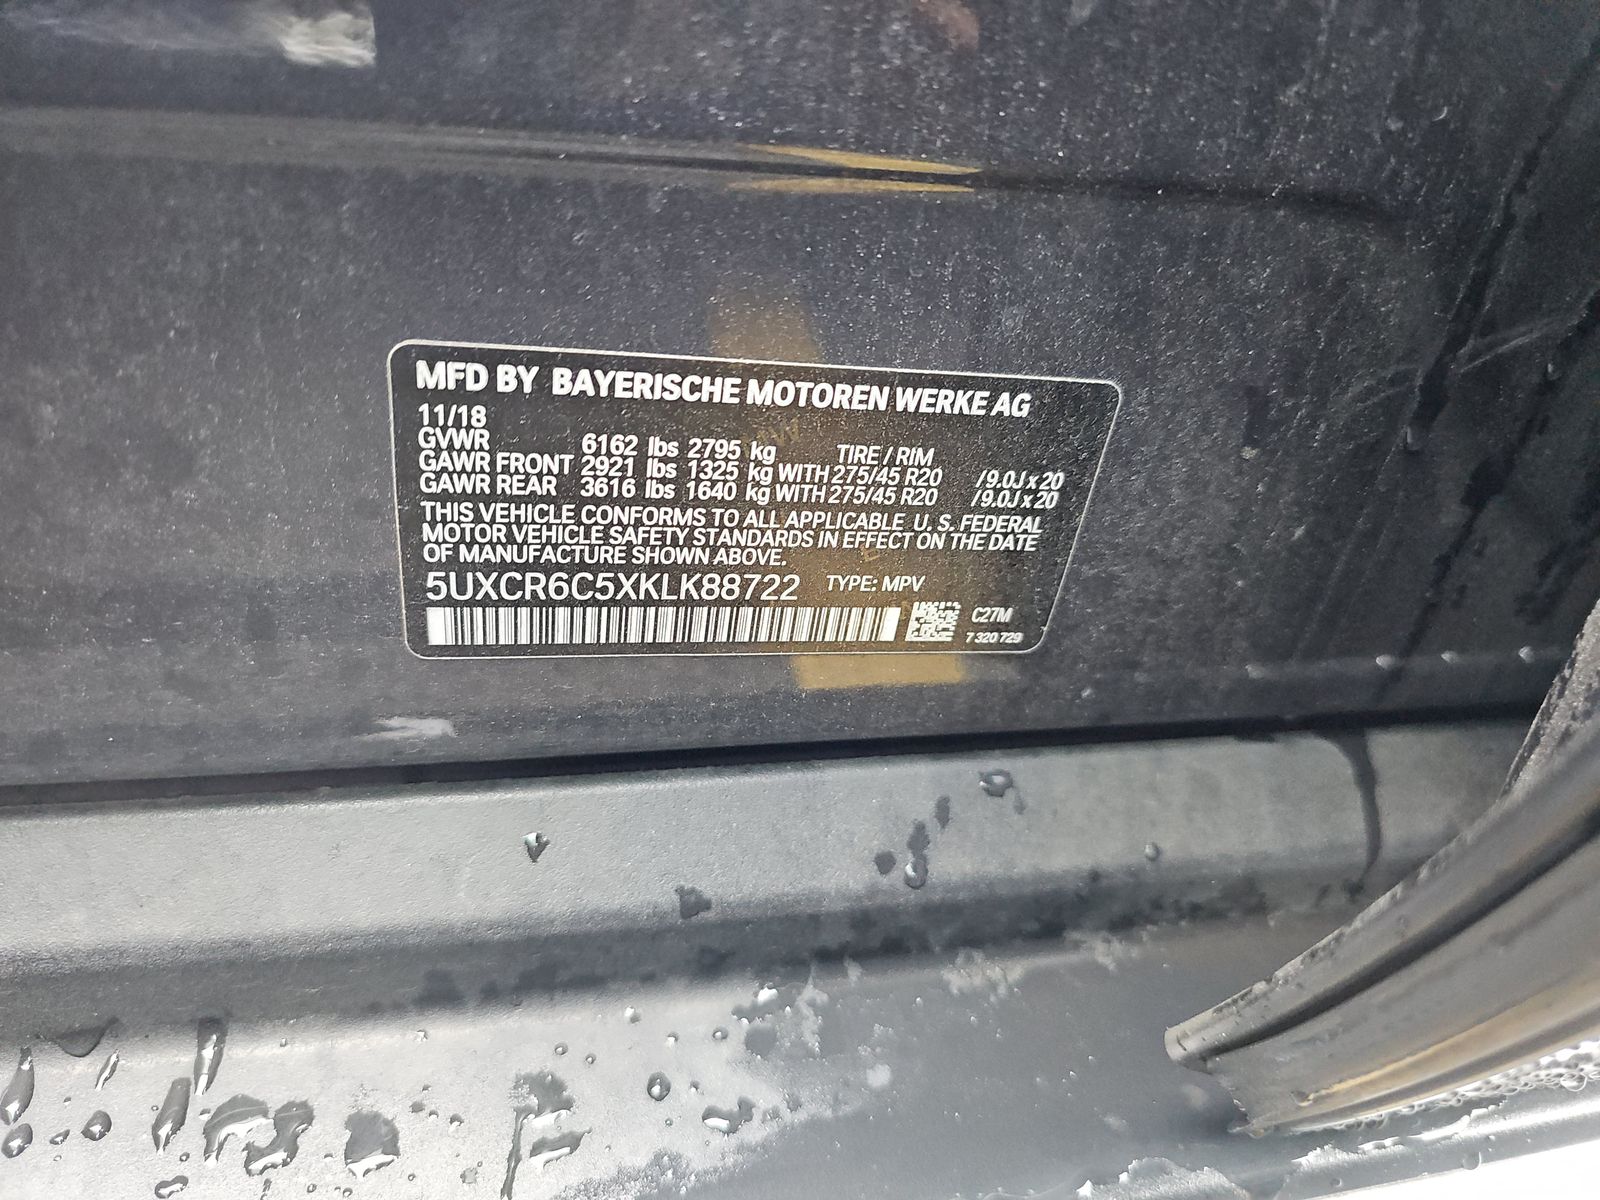 MFD BY BAYERISCHE MOTOREN WERKE AG
11/18
GVWR 6162 lbs 2795 kg TIRE / RIM
GAWR FRONT 2921 lbs 1325 kg WITH 275/45 R20 /9.0J x 20
GAWR REAR 3616 lbs 1640 kg WITH 275/45 R20 /9.0J x 20
THIS VEHICLE CONFORMS TO ALL APPLICABLE U. S. FEDERAL
MOTOR VEHICLE SAFETY STANDARDS IN EFFECT ON THE DATE
OF MANUFACTURE SHOWN ABOVE.
5UXCR6C5XKLK88722 TYPE: MPV
C27M
7 320 729